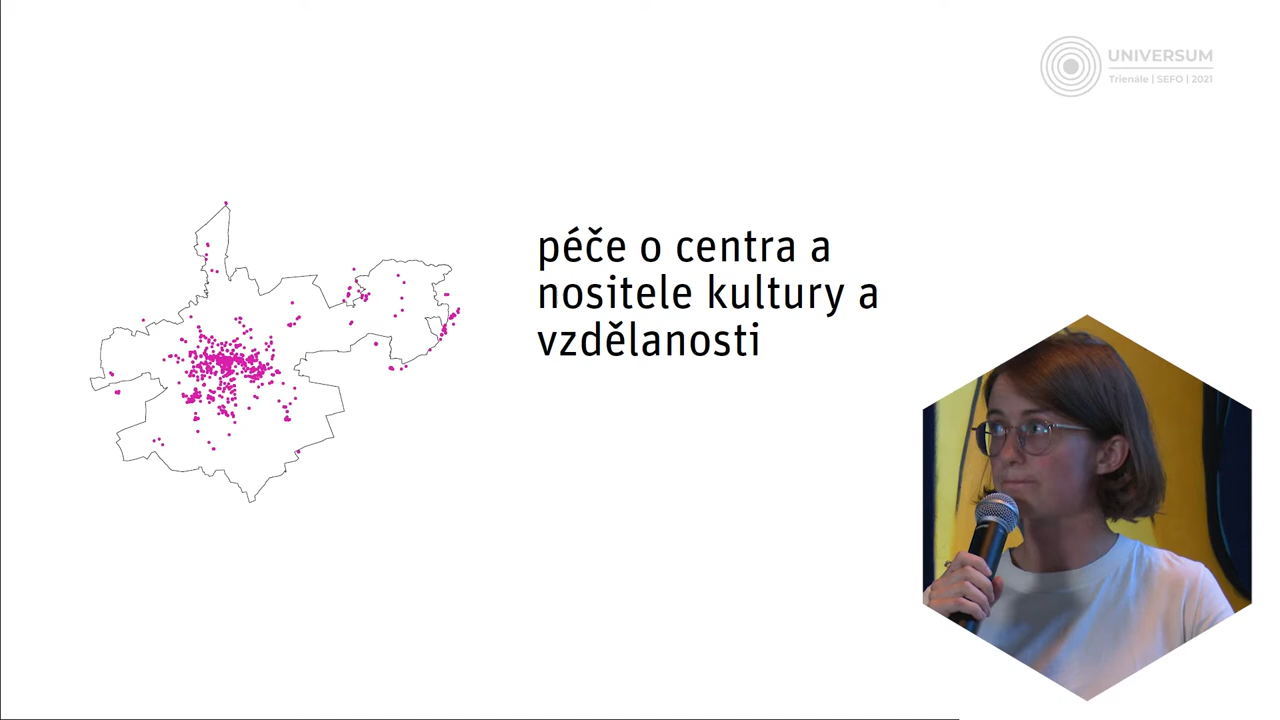 UNIVERSUM
Trienále | SEFO | 2021
péče o centra a
nositele kultury a
vzdělanosti